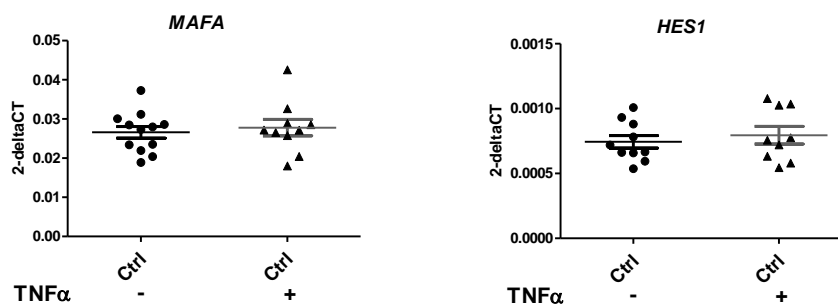 MAFA
0.05
0.04
0.03
0.02
0.01
0.00
2-deltaCT
Ctrl
Ctrl
TNFα - +
HES1
0.0015
0.0010
0.0005
0.0000
2-deltaCT
Ctrl
Ctrl
TNFα - +